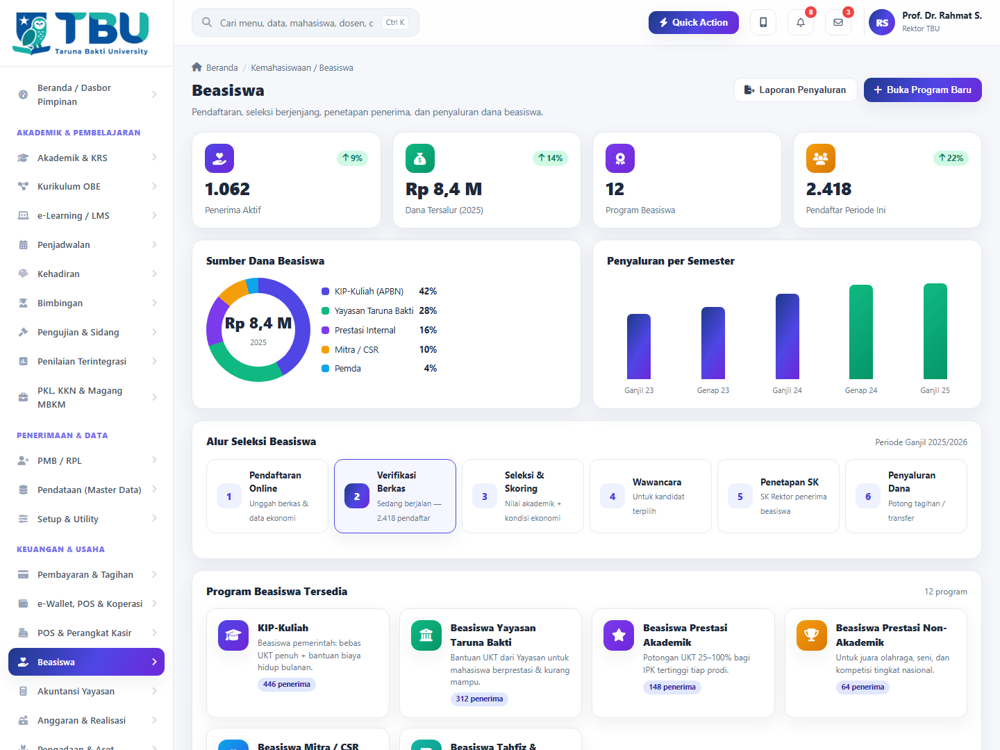 TBU
Taruna Bakti University
Cari menu, data, mahasiswa, dosen, c
Ctrl K
Quick Action
8
3
RS
Prof. Dr. Rahmat S.
Rektor TBU
Beranda / Dasbor
Pimpinan
AKADEMIK & PEMBELAJARAN
Akademik & KRS
Kurikulum OBE
e-Learning / LMS
Penjadwalan
Kehadiran
Bimbingan
Pengujian & Sidang
Penilaian Terintegrasi
PKL, KKN & Magang
MBKM
PENERIMAAN & DATA
PMB / RPL
Pendataan (Master Data)
Setup & Utility
KEUANGAN & USAHA
Pembayaran & Tagihan
e-Wallet, POS & Koperasi
POS & Perangkat Kasir
Beasiswa
Akuntansi Yayasan
Anggaran & Realisasi
Pengadaan & Aset
Beranda / Kemahasiswaan / Beasiswa
Beasiswa
Pendaftaran, seleksi berjenjang, penetapan penerima, dan penyaluran dana beasiswa.
Laporan Penyaluran
Buka Program Baru
9%
1.062
Penerima Aktif
14%
Rp 8,4 M
Dana Tersalur (2025)
12
Program Beasiswa
22%
2.418
Pendaftar Periode Ini
Sumber Dana Beasiswa
Rp 8,4 M
2025
KIP-Kuliah (APBN) 42%
Yayasan Taruna Bakti 28%
Prestasi Internal 16%
Mitra / CSR 10%
Pemda 4%
Penyaluran per Semester
Ganjil 23
Genap 23
Ganjil 24
Genap 24
Ganjil 25
Alur Seleksi Beasiswa
Periode Ganjil 2025/2026
1
Pendaftaran
Online
Unggah berkas &
data ekonomi
2
Verifikasi
Berkas
Sedang berjalan —
2.418 pendaftar
3
Seleksi &
Skoring
Nilai akademik +
kondisi ekonomi
4
Wawancara
Untuk kandidat
terpilih
5
Penetapan SK
SK Rektor penerima
beasiswa
6
Penyaluran
Dana
Potong tagihan /
transfer
Program Beasiswa Tersedia
12 program
KIP-Kuliah
Beasiswa pemerintah: bebas
UKT penuh + bantuan biaya
hidup bulanan.
446 penerima
Beasiswa Yayasan
Taruna Bakti
Bantuan UKT dari Yayasan untuk
mahasiswa berprestasi & kurang
mampu.
312 penerima
Beasiswa Prestasi
Akademik
Potongan UKT 25–100% bagi
IPK tertinggi tiap prodi.
148 penerima
Beasiswa Prestasi Non-
Akademik
Untuk juara olahraga, seni, dan
kompetisi tingkat nasional.
64 penerima
Beasiswa Mitra / CSR
Beasiswa Tahfiz &